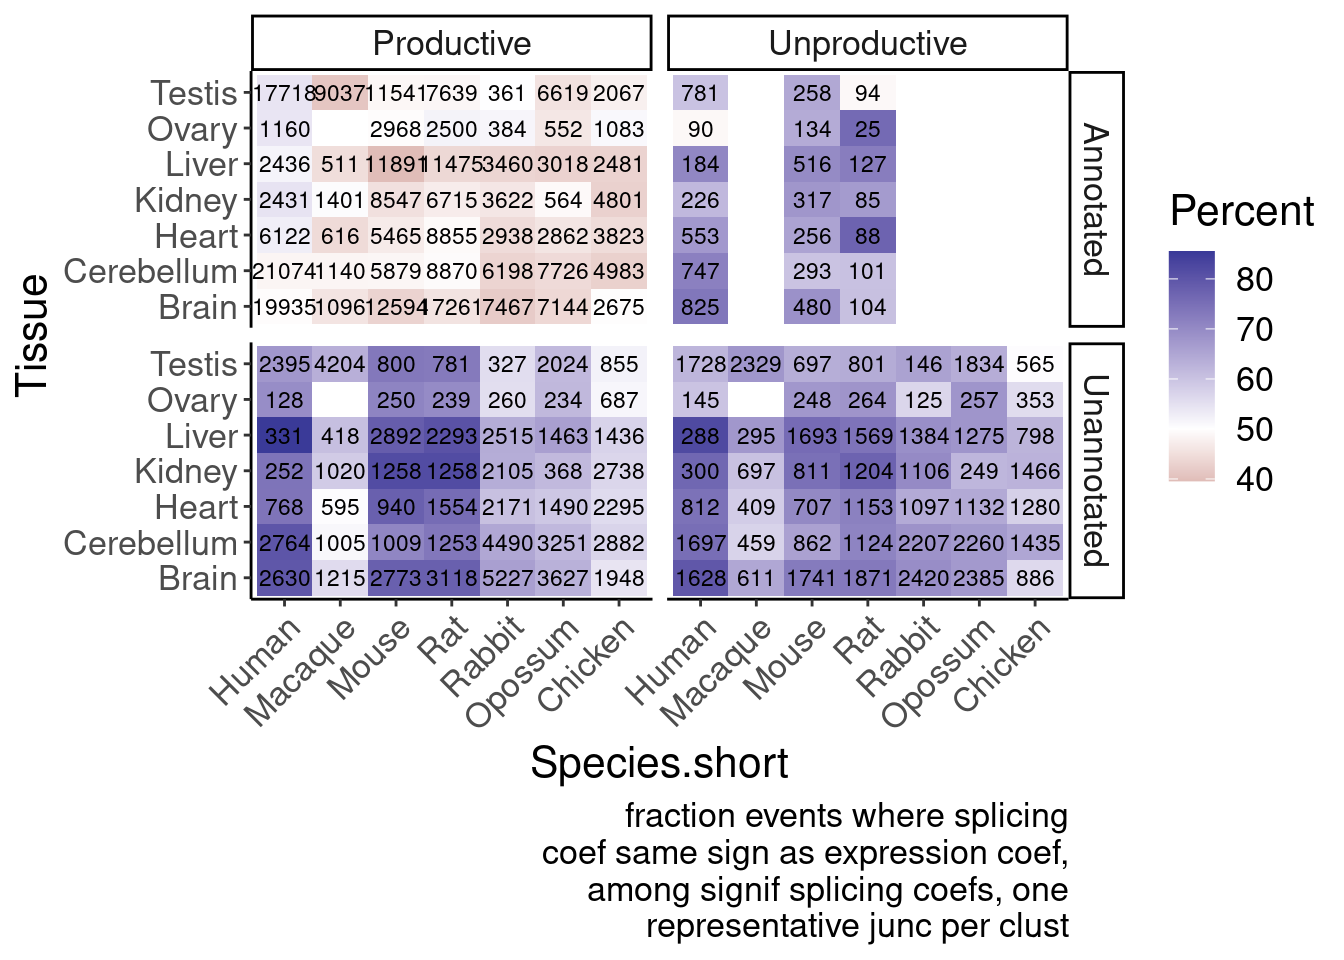 Productive Unproductive
Testis 17718 9037 11541 7639 361 6619 2067 781 258 94
Ovary 1160 2968 2500 384 552 1083 90 134 25
Liver 2436 511 11891 11475 3460 3018 2481 184 516 127
Kidney 2431 1401 8547 6715 3622 564 4801 226 317 85
Heart 6122 616 5465 8855 2938 2862 3823 553 256 88
Cerebellum 21074 1140 5879 8870 6198 7726 4983 747 293 101
Brain 19935 1096 12594 17261 7467 7144 2675 825 480 104
Annotated
Testis 2395 4204 800 781 327 2024 855 1728 2329 697 801 146 1834 565
Ovary 128 250 239 260 234 687 145 248 264 125 257 353
Liver 331 418 2892 2293 2515 1463 1436 288 295 1693 1569 1384 1275 798
Kidney 252 1020 1258 1258 2105 368 2738 300 697 811 1204 1106 249 1466
Heart 768 595 940 1554 2171 1490 2295 812 409 707 1153 1097 1132 1280
Cerebellum 2764 1005 1009 1253 4490 3251 2882 1697 459 862 1124 2207 2260 1435
Brain 2630 1215 2773 3118 5227 3627 1948 1628 611 1741 1871 2420 2385 886
Unannotated
Human Macaque Mouse Rat Rabbit Opossum Chicken Human Macaque Mouse Rat Rabbit Opossum Chicken
Tissue
Species.short
Percent
80
70
60
50
40
fraction events where splicing
coef same sign as expression coef,
among signif splicing coefs, one
representative junc per clust